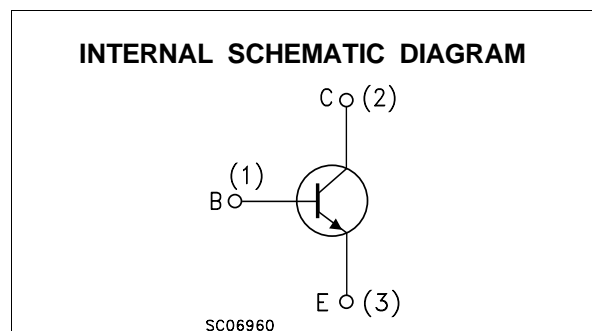 INTERNAL SCHEMATIC DIAGRAM
C (2)
(1)
B
E (3)
SC06960